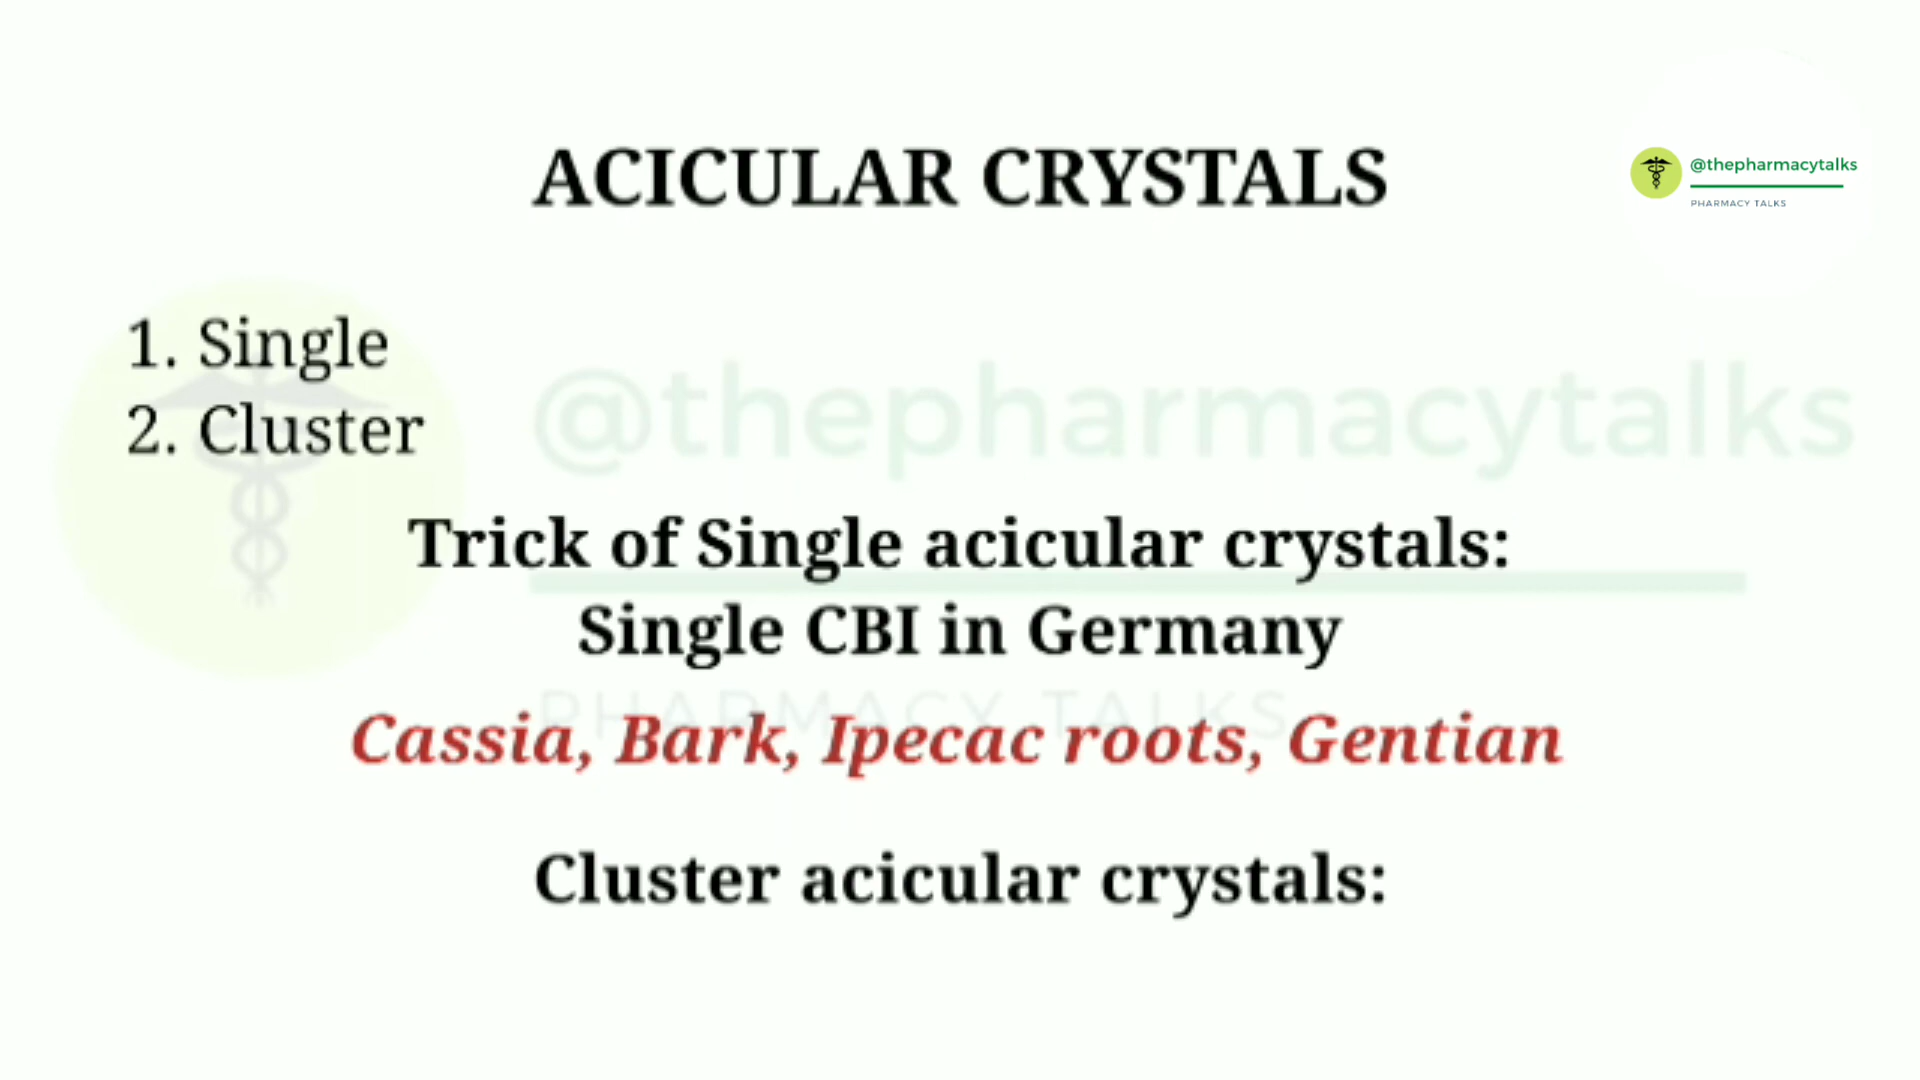 ACICULAR CRYSTALS
@thepharmacytalks
PHARMACY TALKS
1. Single
2. Cluster
@thepharmacytalks
Trick of Single acicular crystals:
Single CBI in Germany
PHARMACY TALKS
Cassia, Bark, Ipecac roots, Gentian
Cluster acicular crystals: